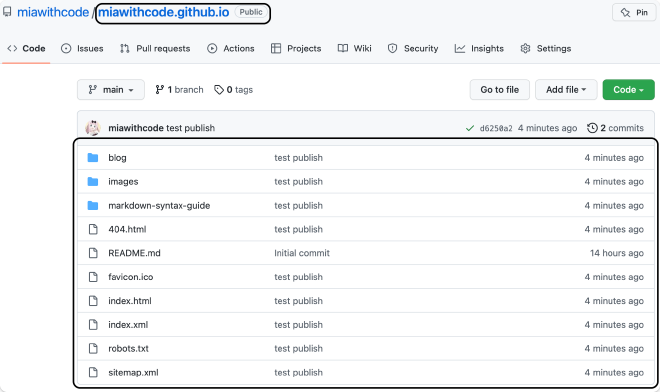 miawithcode / miawithcode.github.io Public Pin
Code Issues Pull requests Actions Projects Wiki Security Insights Settings
main 1 branch 0 tags Go to file Add file Code
miawithcode test publish d6250a2 4 minutes ago 2 commits
blog test publish 4 minutes ago
images test publish 4 minutes ago
markdown-syntax-guide test publish 4 minutes ago
404.html test publish 4 minutes ago
README.md Initial commit 14 hours ago
favicon.ico test publish 4 minutes ago
index.html test publish 4 minutes ago
index.xml test publish 4 minutes ago
robots.txt test publish 4 minutes ago
sitemap.xml test publish 4 minutes ago